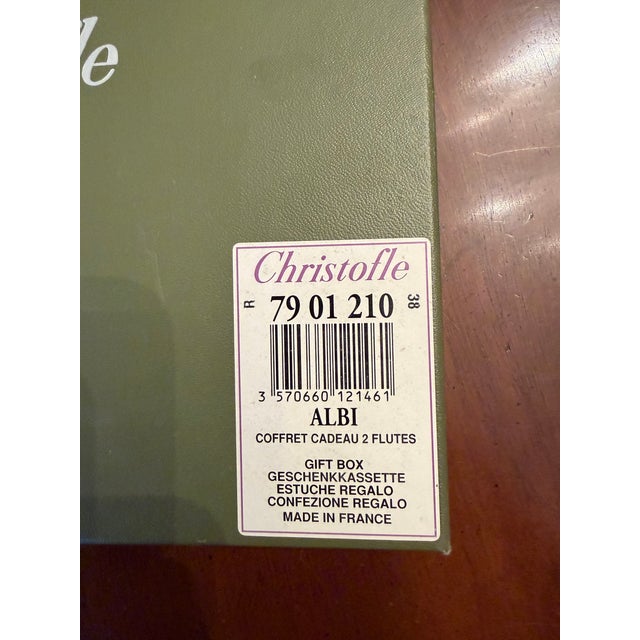 fle
Christofle
R 79 01 210 38
3 570660 121461
ALBI
COFFRET CADEAU 2 FLUTES
GIFT BOX
GESCHENKKASSETTE
ESTUCHE REGALO
CONFEZIONE REGALO
MADE IN FRANCE